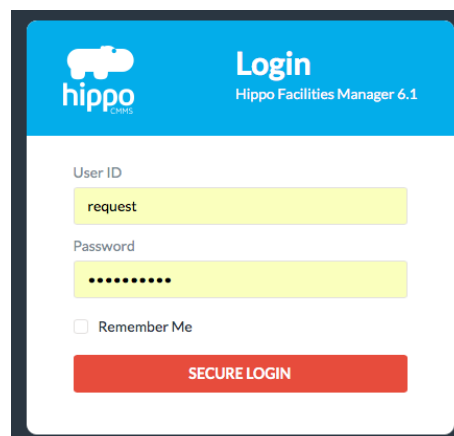 hippo
CMMS
Login
Hippo Facilities Manager 6.1
User ID
request
Password
••••••••••
Remember Me
SECURE LOGIN